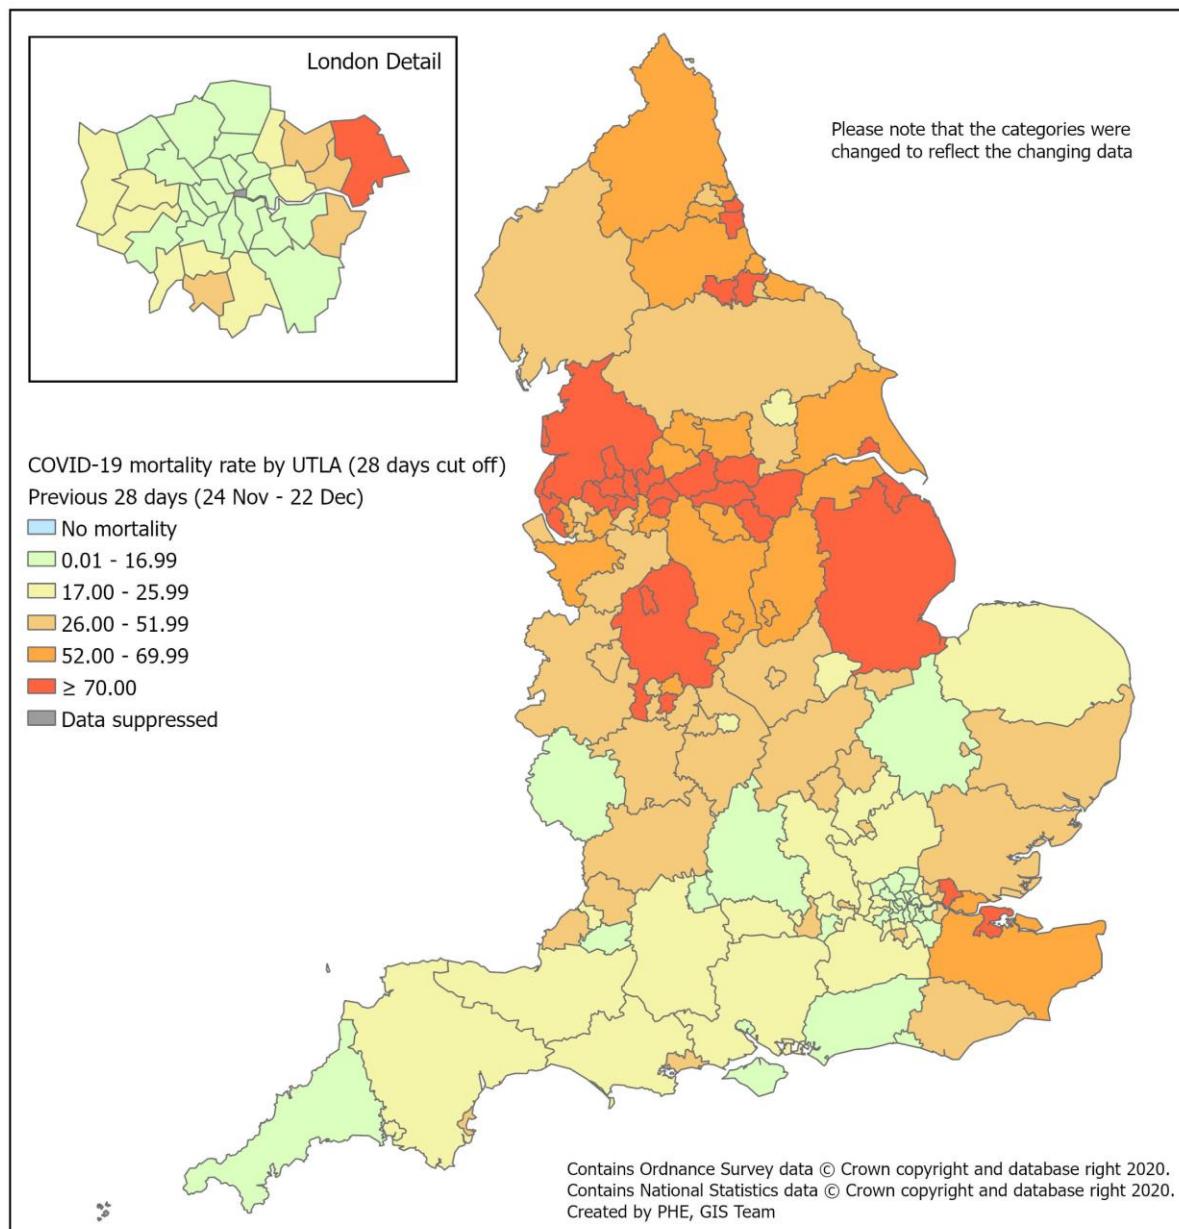 London Detail
Please note that the categories were
changed to reflect the changing data
COVID-19 mortality rate by UTLA (28 days cut off)
Previous 28 days (24 Nov - 22 Dec)
No mortality
0.01 - 16.99
17.00 - 25.99
26.00 - 51.99
52.00 - 69.99
≥ 70.00
Data suppressed
Contains Ordnance Survey data © Crown copyright and database right 2020.
Contains National Statistics data © Crown copyright and database right 2020.
Created by PHE, GIS Team